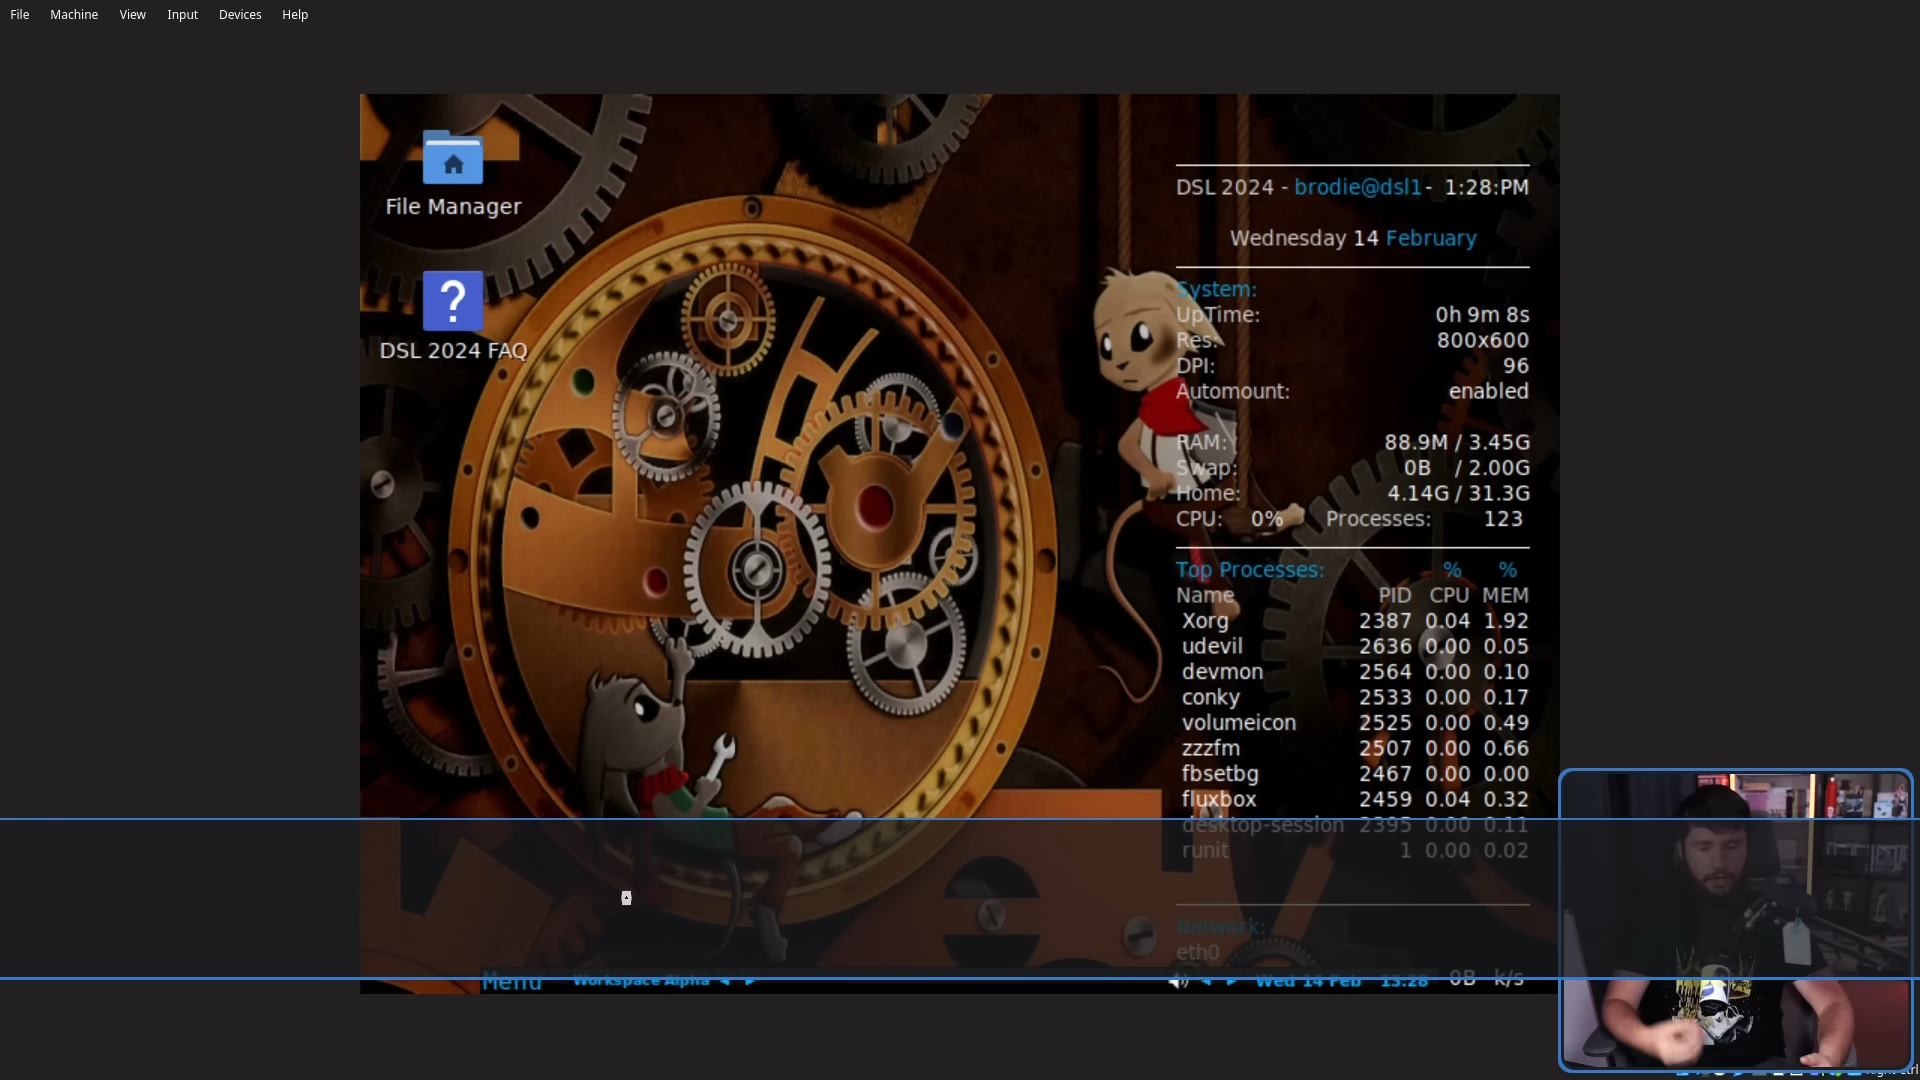 File Machine View Input Devices Help
File Manager
DSL 2024 FAQ
DSL 2024 - brodie@dsl1 - 1:28:PM
Wednesday 14 February
System:
UpTime: 0h 9m 8s
Res: 800x600
DPI: 96
Automount: enabled
RAM: 88.9M / 3.45G
Swap: 0B / 2.00G
Home: 4.14G / 31.3G
CPU: 0% Processes: 123
Top Processes: % %
Name PID CPU MEM
Xorg 2387 0.04 1.92
udevil 2636 0.00 0.05
devmon 2564 0.00 0.10
conky 2533 0.00 0.17
volumeicon 2525 0.00 0.49
zzzfm 2507 0.00 0.66
fbsetbg 2467 0.00 0.00
fluxbox 2459 0.04 0.32
desktop-session 2395 0.00 0.11
runit 1 0.00 0.02
Network:
eth0
Menu Workspace Alpha Wed 14 Feb 13:28 0B k/s